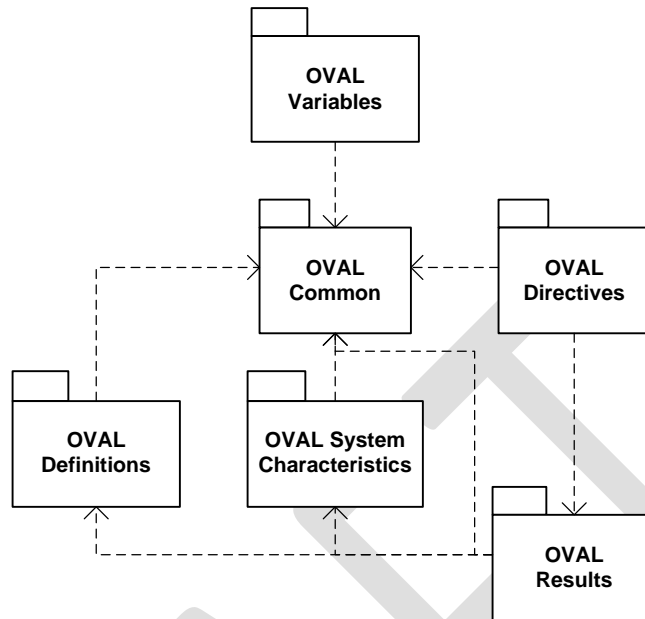 OVAL
Variables
OVAL
Common
OVAL
Directives
OVAL
Definitions
OVAL System
Characteristics
OVAL
Results